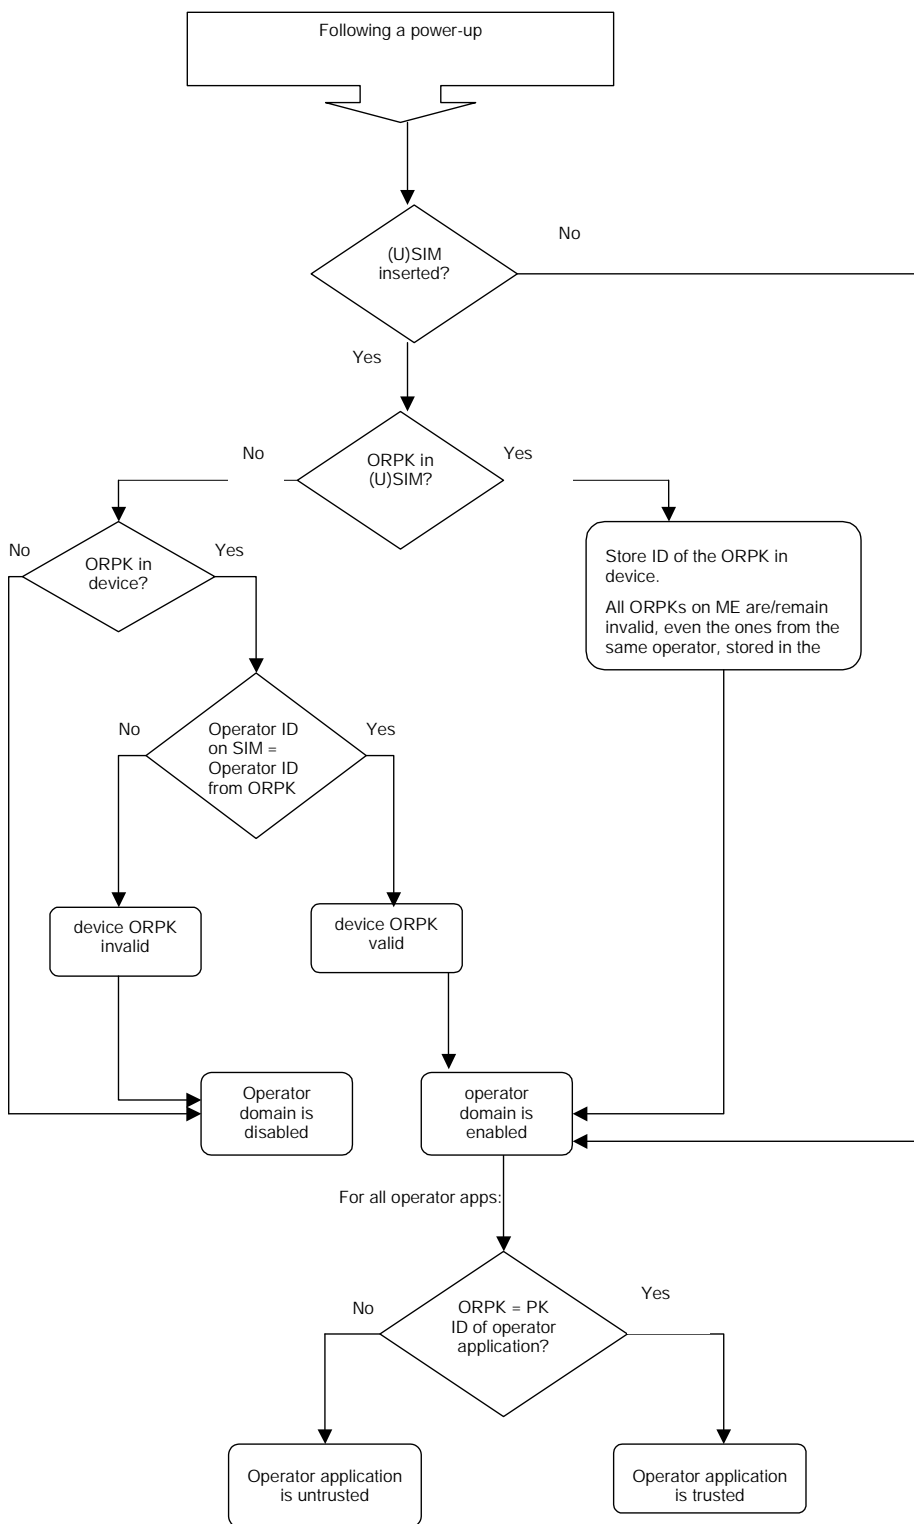 Following a power-up
No
(U)SIM
inserted?
Yes
No
ORPK in
(U)SIM?
Yes
No
ORPK in
device?
Yes
Store ID of the ORPK in
device.
All ORPKs on ME are/remain
invalid, even the ones from the
same operator, stored in the
No
Operator ID
on SIM =
Operator ID
from ORPK
Yes
device ORPK
invalid
device ORPK
valid
Operator
domain is
disabled
operator
domain is
enabled
For all operator apps:
No
ORPK = PK
ID of operator
application?
Yes
Operator application
is untrusted
Operator application
is trusted